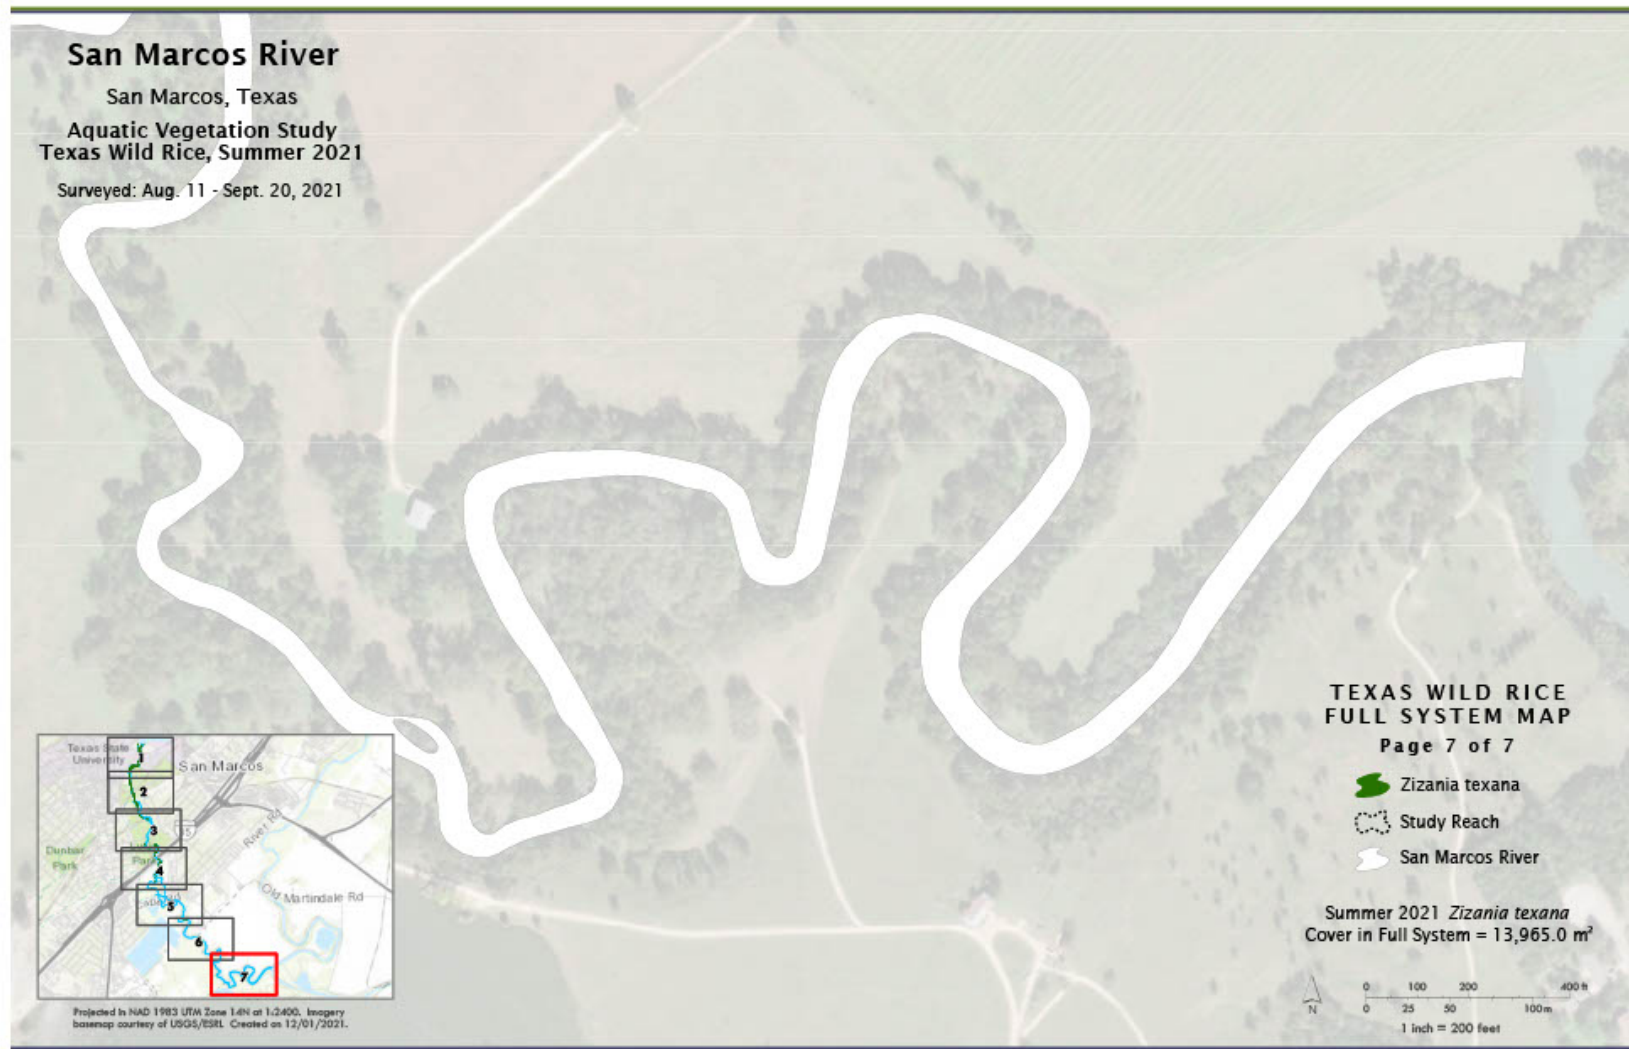 San Marcos River
San Marcos, Texas
Aquatic Vegetation Study
Texas Wild Rice, Summer 2021
Surveyed: Aug. 11 - Sept. 20, 2021
TEXAS WILD RICE
FULL SYSTEM MAP
Page 7 of 7
Zizania texana
Study Reach
San Marcos River
Summer 2021 Zizania texana
Cover in Full System = 13,965.0 m²
N
0 100 200 400 ft
0 25 50 100 m
1 inch = 200 feet
Texas State
University
San Marcos
1
2
3
River Rd
Dunbar
Park
Park
4
Old Martindale Rd
5
6
7
Projected in NAD 1983 UTM Zone 14N at 1:2400. Imagery
basemap courtesy of USGS/ESRI. Created on 12/01/2021.